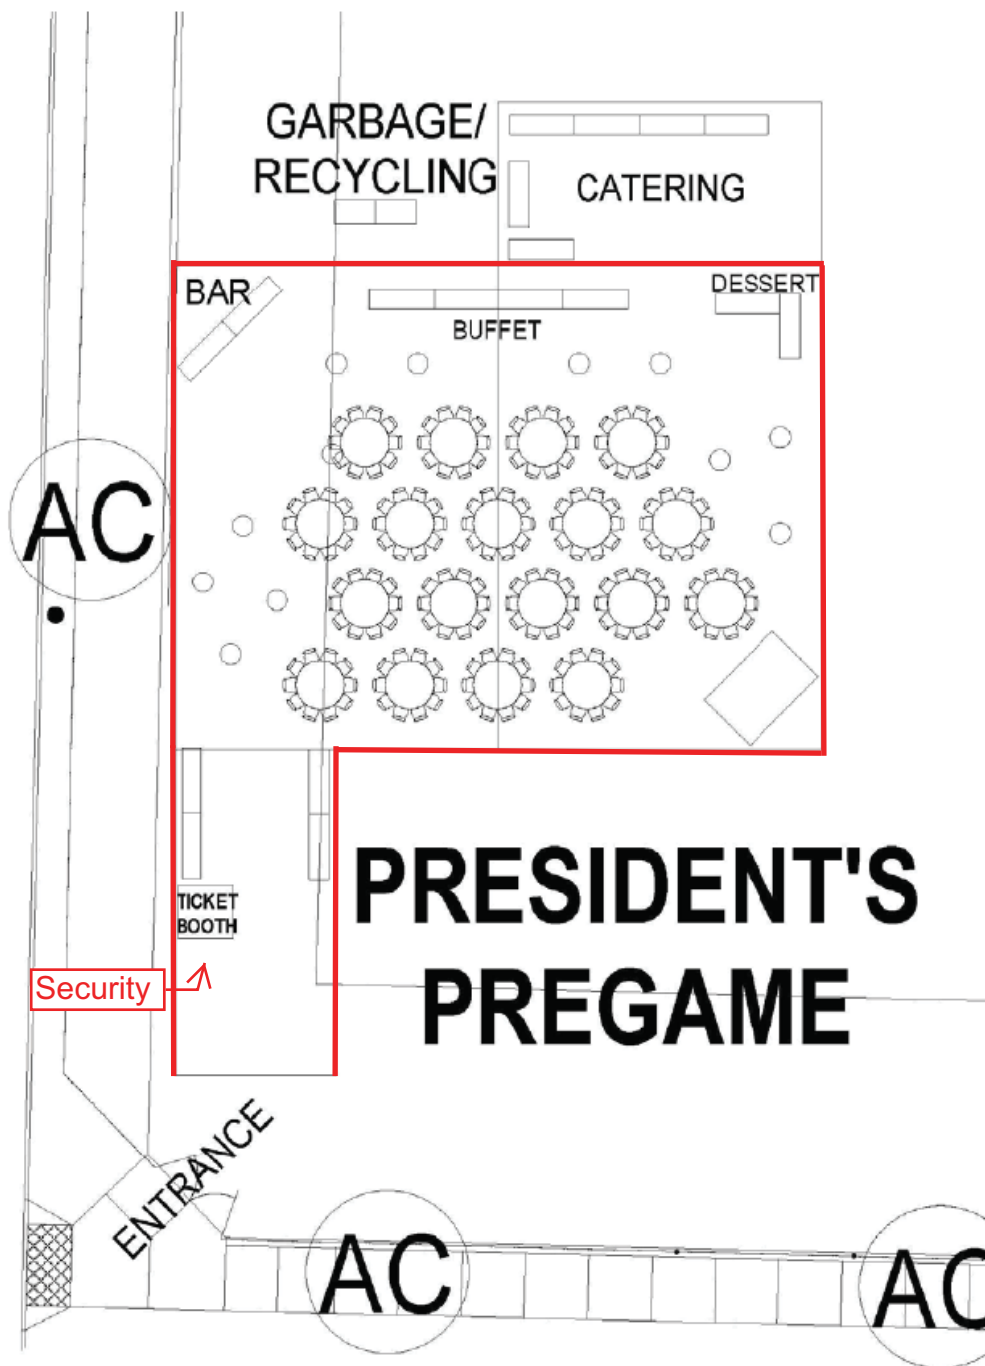 GARBAGE/
RECYCLING
CATERING
BAR
DESSERT
BUFFET
AC
TICKET
BOOTH
PRESIDENT'S
PREGAME
Security
ENTRANCE
AC
AC